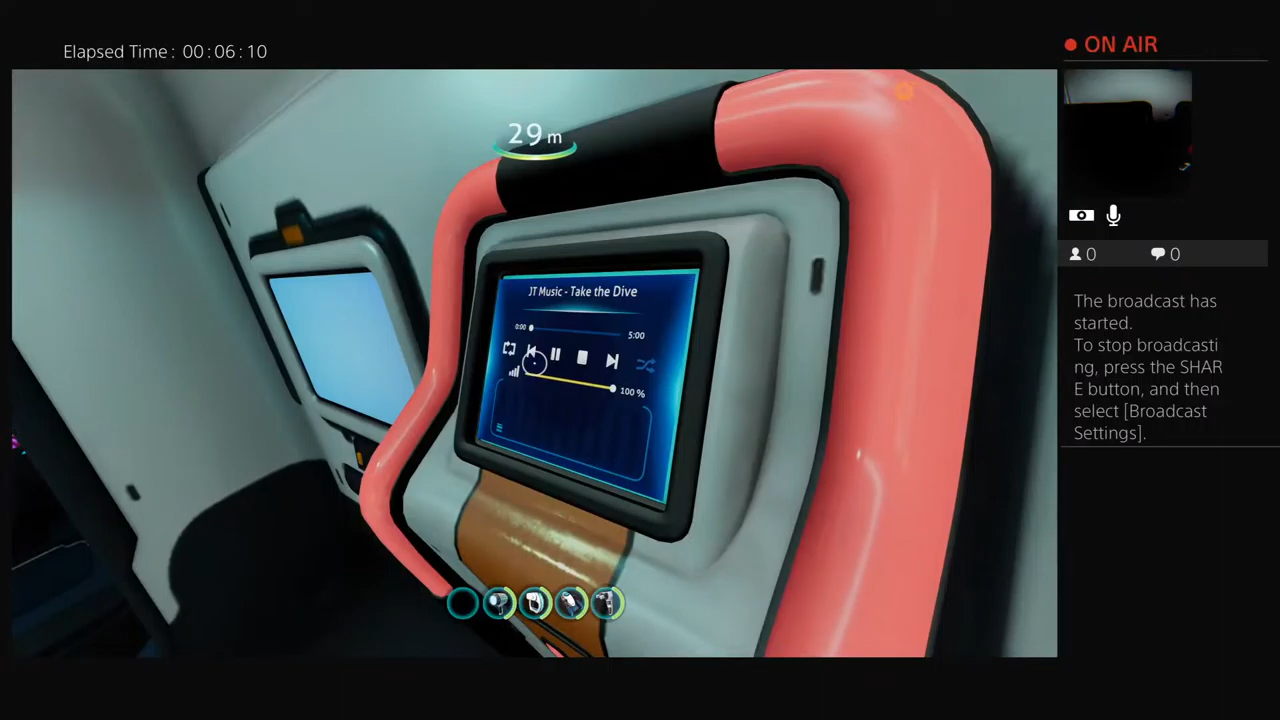 Elapsed Time : 00:06:10
ON AIR
29 m
JT Music - Take the Dive
0:00
5:00
100 %
0
0
The broadcast has
started.
To stop broadcasti
ng, press the SHAR
E button, and then
select [Broadcast
Settings].